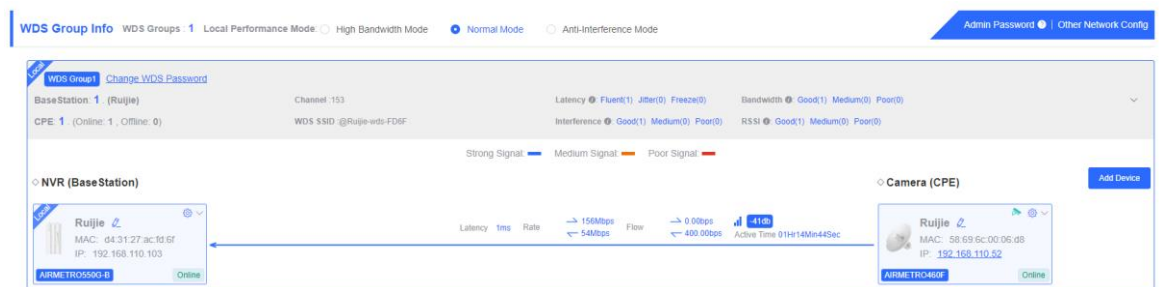 WDS Group Info WDS Groups : 1 Local Performance Mode: High Bandwidth Mode Normal Mode Anti-Interference Mode Admin Password | Other Network Config
Local
WDS Group1 Change WDS Password
BaseStation: 1 . (Ruijie) Channel :153 Latency : Fluent(1) Jitter(0) Freeze(0) Bandwidth : Good(1) Medium(0) Poor(0)
CPE: 1 . (Online: 1 , Offline: 0) WDS SSID :@Ruijie-wds-FD6F Interference : Good(1) Medium(0) Poor(0) RSSI : Good(1) Medium(0) Poor(0)
Strong Signal: Medium Signal: Poor Signal:
NVR (BaseStation) Camera (CPE) Add Device
Local
Ruijie
MAC: d4:31:27:ac:fd:6f
IP: 192.168.110.103
AIRMETRO550G-B Online
Latency 1ms Rate 156Mbps 54Mbps Flow 0.00bps 400.00bps -41db
Active Time 01Hr14Min44Sec
Ruijie
MAC: 58:69:6c:00:06:d8
IP: 192.168.110.52
AIRMETRO460F Online